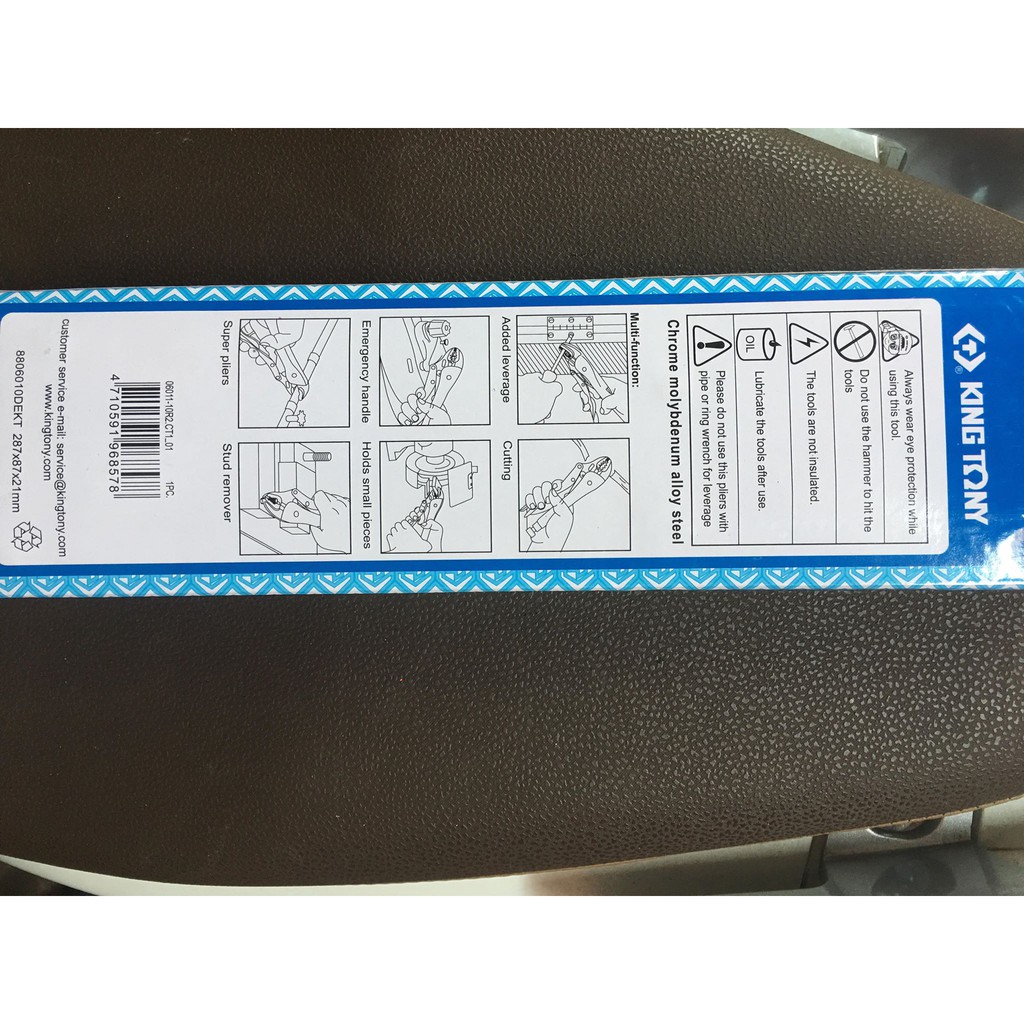 KING TONY
®
Always wear eye protection while
using this tool.
Do not use the hammer to hit the
tools
The tools are not insulated.
OIL
Lubricate the tools after use.
Please do not use this pliers with
pipe or ring wrench for leverage
Chrome molybdenum alloy steel
Multi-function:
Added leverage
Cutting
Emergency handle
Holds small pieces
Super pliers
Stud remover
06011-10R2.CT1_01 1PC.
4 710591 968578
customer service e-mail: service@kingtony.com
www.kingtony.com
8806010DEKT 287x87x21mm